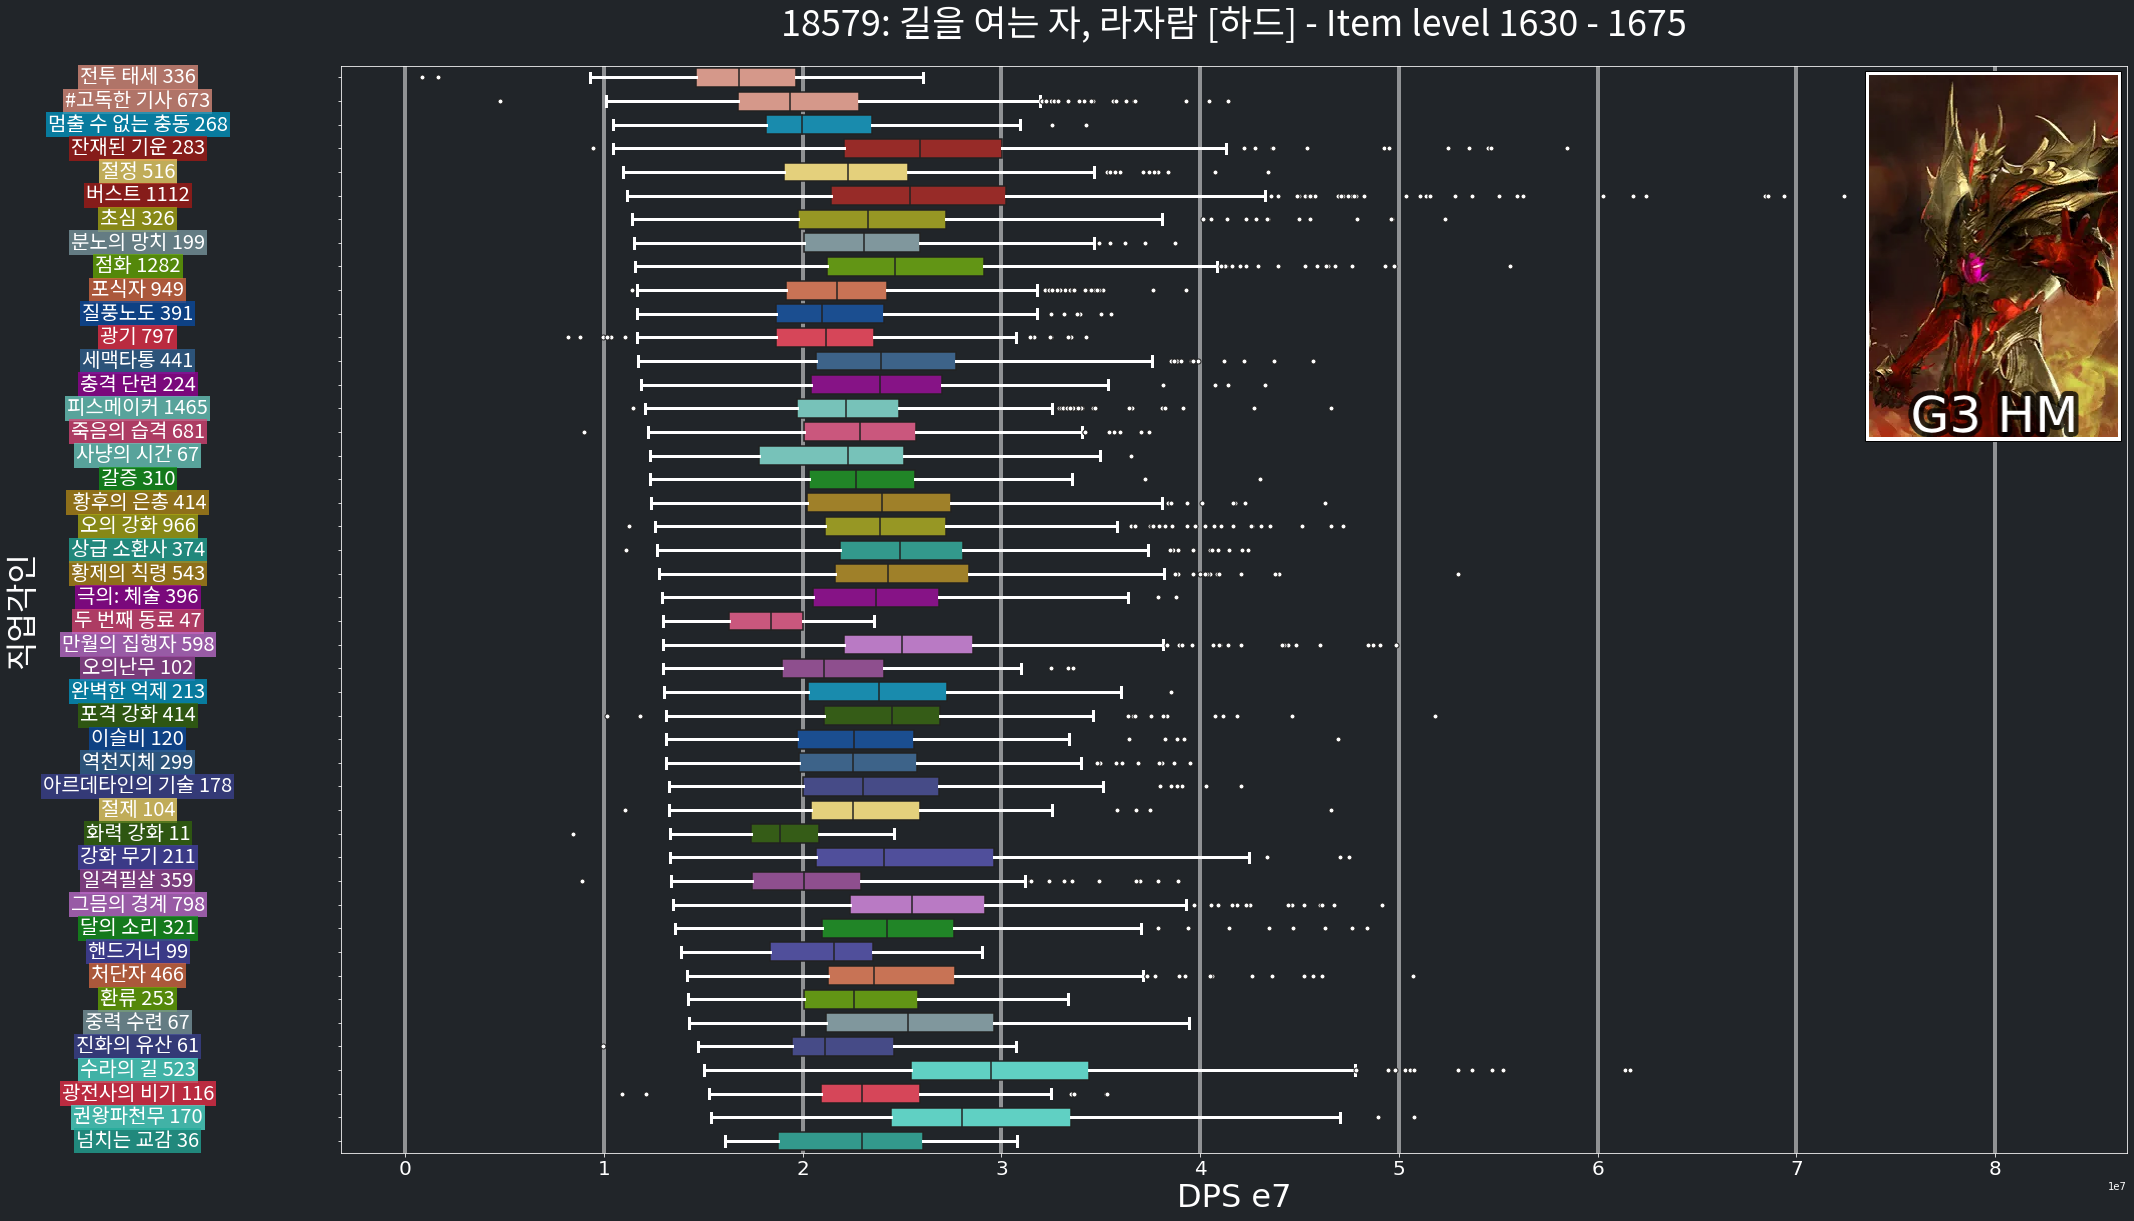 18579: 길을 여는 자, 라자람 [하드] - Item level 1630 - 1675
전투 태세 336
#고독한 기사 673
멈출 수 없는 충동 268
잔재된 기운 283
절정 516
버스트 1112
초심 326
분노의 망치 199
점화 1282
포식자 949
질풍노도 391
광기 797
세맥타통 441
충격 단련 224
피스메이커 1465
죽음의 습격 681
사냥의 시간 67
갈증 310
황후의 은총 414
오의 강화 966
상급 소환사 374
황제의 칙령 543
극의: 체술 396
두 번째 동료 47
만월의 집행자 598
오의난무 102
완벽한 억제 213
포격 강화 414
이슬비 120
역천지체 299
아르데타인의 기술 178
절제 104
화력 강화 11
강화 무기 211
일격필살 359
그믐의 경계 798
달의 소리 321
핸드거너 99
처단자 466
환류 253
중력 수련 67
진화의 유산 61
수라의 길 523
광전사의 비기 116
권왕파천무 170
넘치는 교감 36
직업각인
G3 HM
0 1 2 3 4 5 6 7 8
DPS e7
1e7